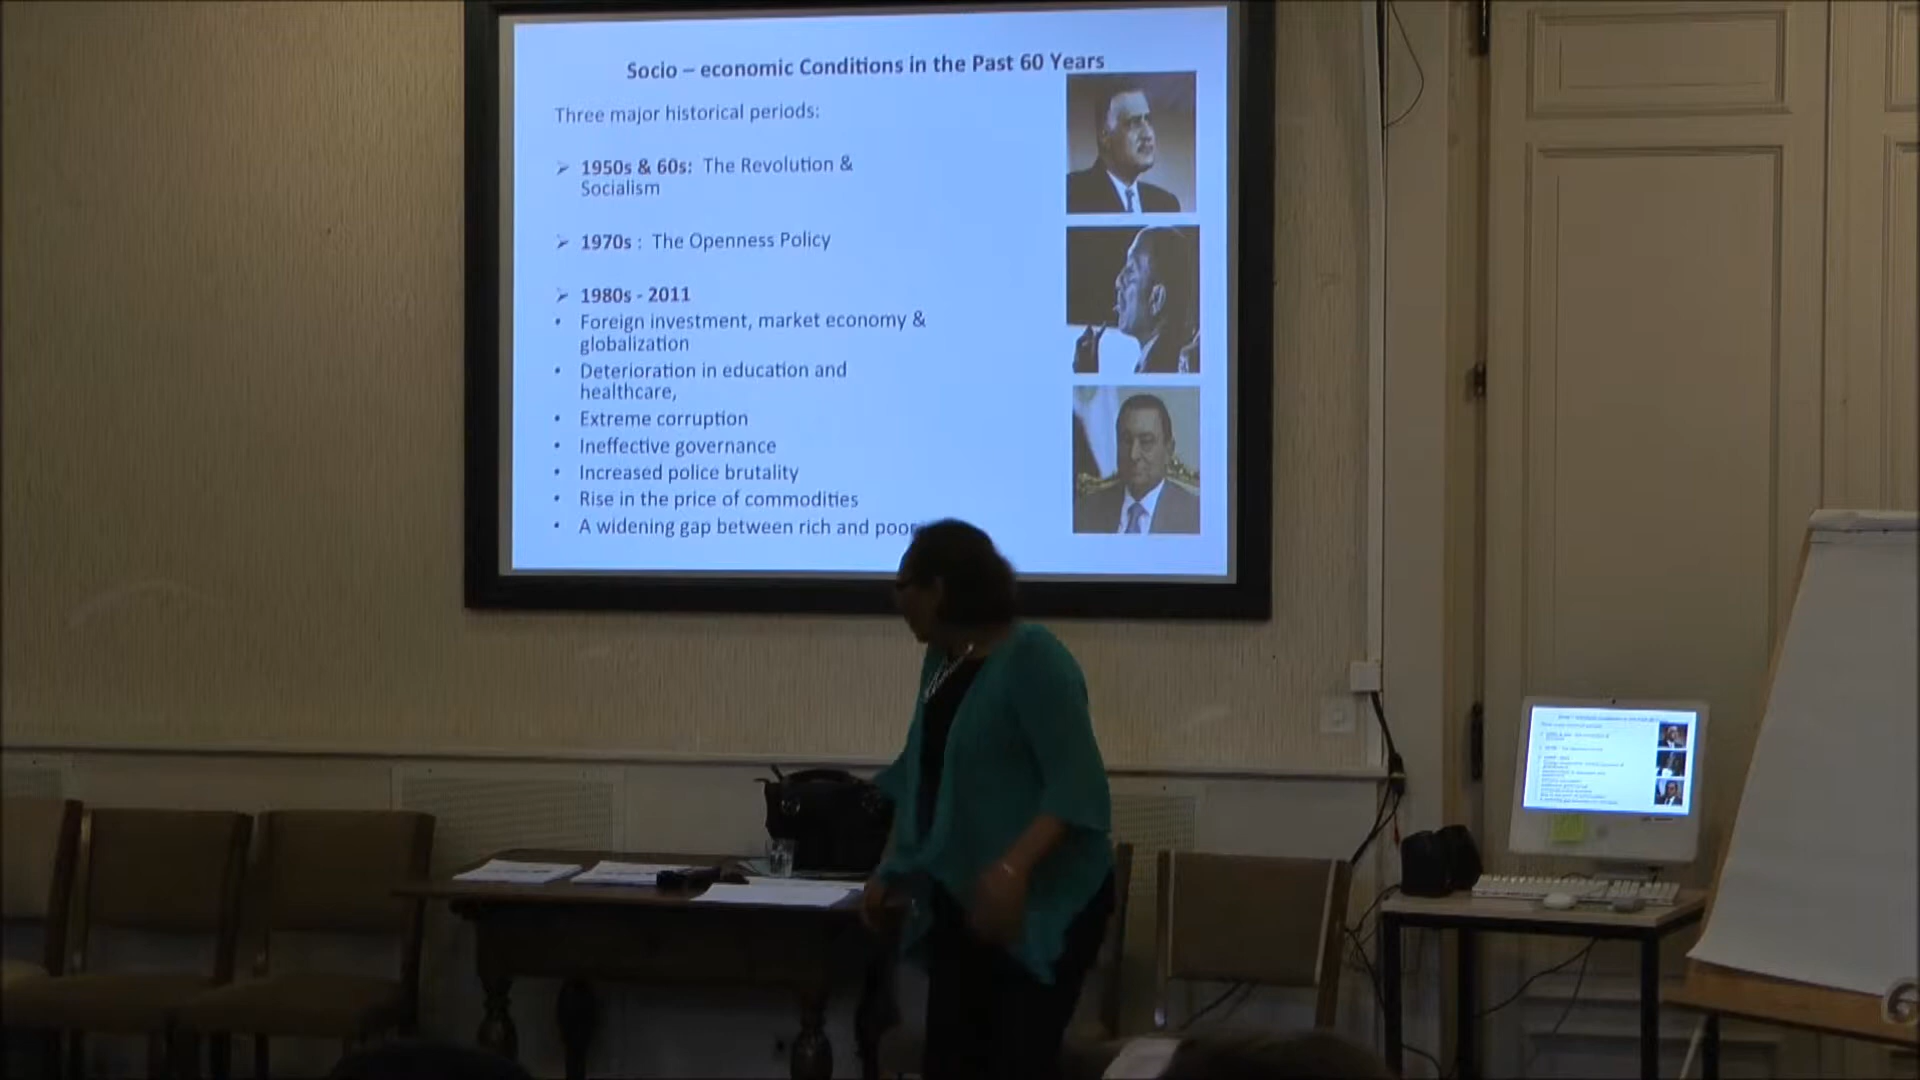 Socio – economic Conditions in the Past 60 Years
Three major historical periods:
➢ 1950s & 60s: The Revolution &
Socialism
➢ 1970s : The Openness Policy
➢ 1980s - 2011
• Foreign investment, market economy &
globalization
• Deterioration in education and
healthcare,
• Extreme corruption
• Ineffective governance
• Increased police brutality
• Rise in the price of commodities
• A widening gap between rich and poor